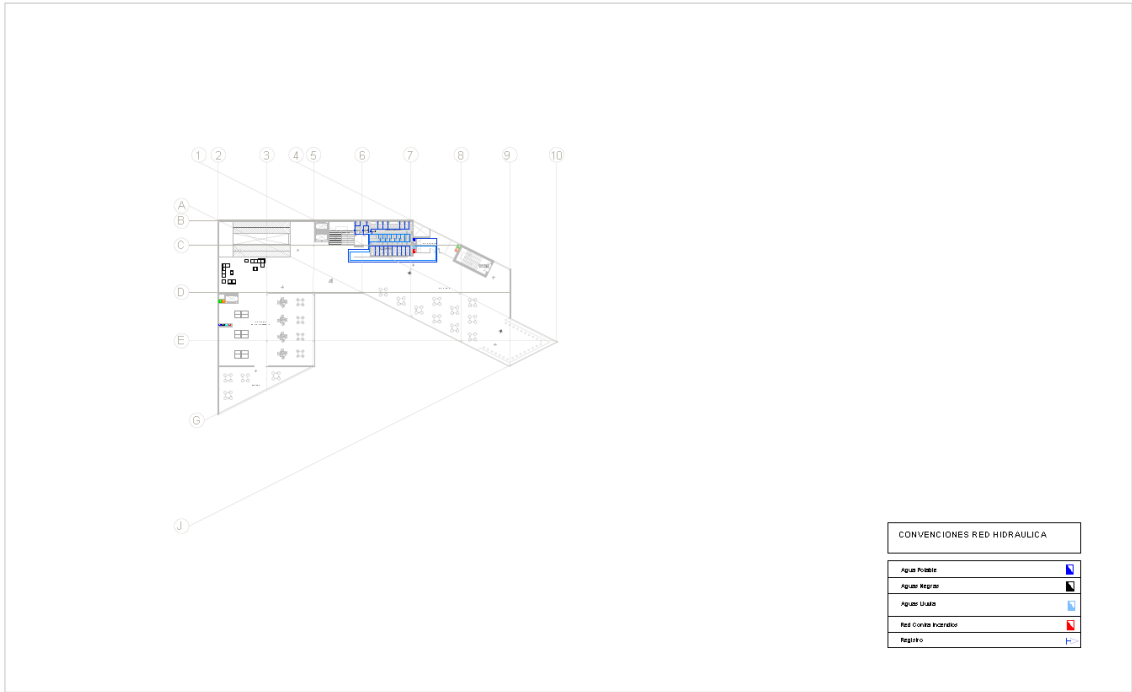 1 2 3 4 5 6 7 8 9 10
A
B
C
D
E
G
J
CONVENCIONES RED HIDRAULICA
Agua Potable
Aguas Negras
Aguas Lluvia
Red Contra Incendios
Registro